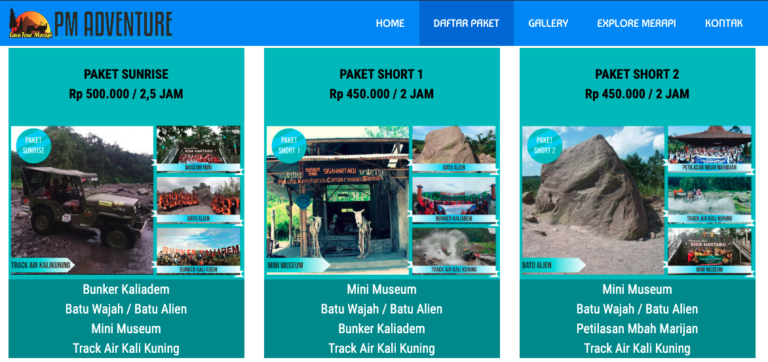 Lava Tour Merapi
PM ADVENTURE
HOME
DAFTAR PAKET
GALLERY
EXPLORE MERAPI
KONTAK
PAKET SUNRISE
Rp 500.000 / 2,5 JAM
PAKET
SUNRISE
MUSEUM MINI
BATU ALIEN
BUNKER KALIADEM
TRACK AIR KALIKUNING
Bunker Kaliadem
Batu Wajah / Batu Alien
Mini Museum
Track Air Kali Kuning
PAKET SHORT 1
Rp 450.000 / 2 JAM
PAKET
SHORT 1
MUSEUM
SISAHARTAKU
BATU ALIEN
BUNKER KALIADEM
TRACK AIR KALI KUNING
MINI MUSEUM
Mini Museum
Batu Wajah / Batu Alien
Bunker Kaliadem
Track Air Kali Kuning
PAKET SHORT 2
Rp 450.000 / 2 JAM
PAKET
SHORT 2
PETILASAN MBAH MARIJAN
TRACK AIR KALI KUNING
SISA HARTAKU
MINI MUSEUM
BATU ALIEN
Mini Museum
Batu Wajah / Batu Alien
Petilasan Mbah Marijan
Track Air Kali Kuning